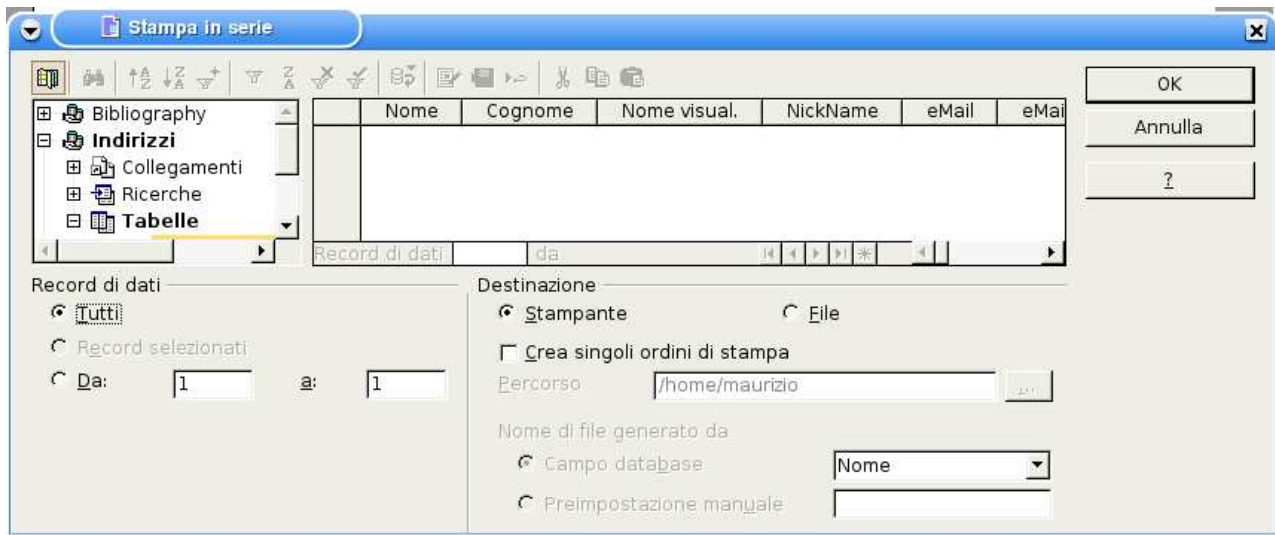 Stampa in serie
Bibliography
Indirizzi
Collegamenti
Ricerche
Tabelle
Nome Cognome Nome visual. NickName eMail eMai
Record di dati da
OK
Annulla
?
Record di dati
Tutti
Record selezionati
Da: 1 a: 1
Destinazione
Stampante File
Crea singoli ordini di stampa
Percorso /home/maurizio ...
Nome di file generato da
Campo database Nome
Preimpostazione manuale